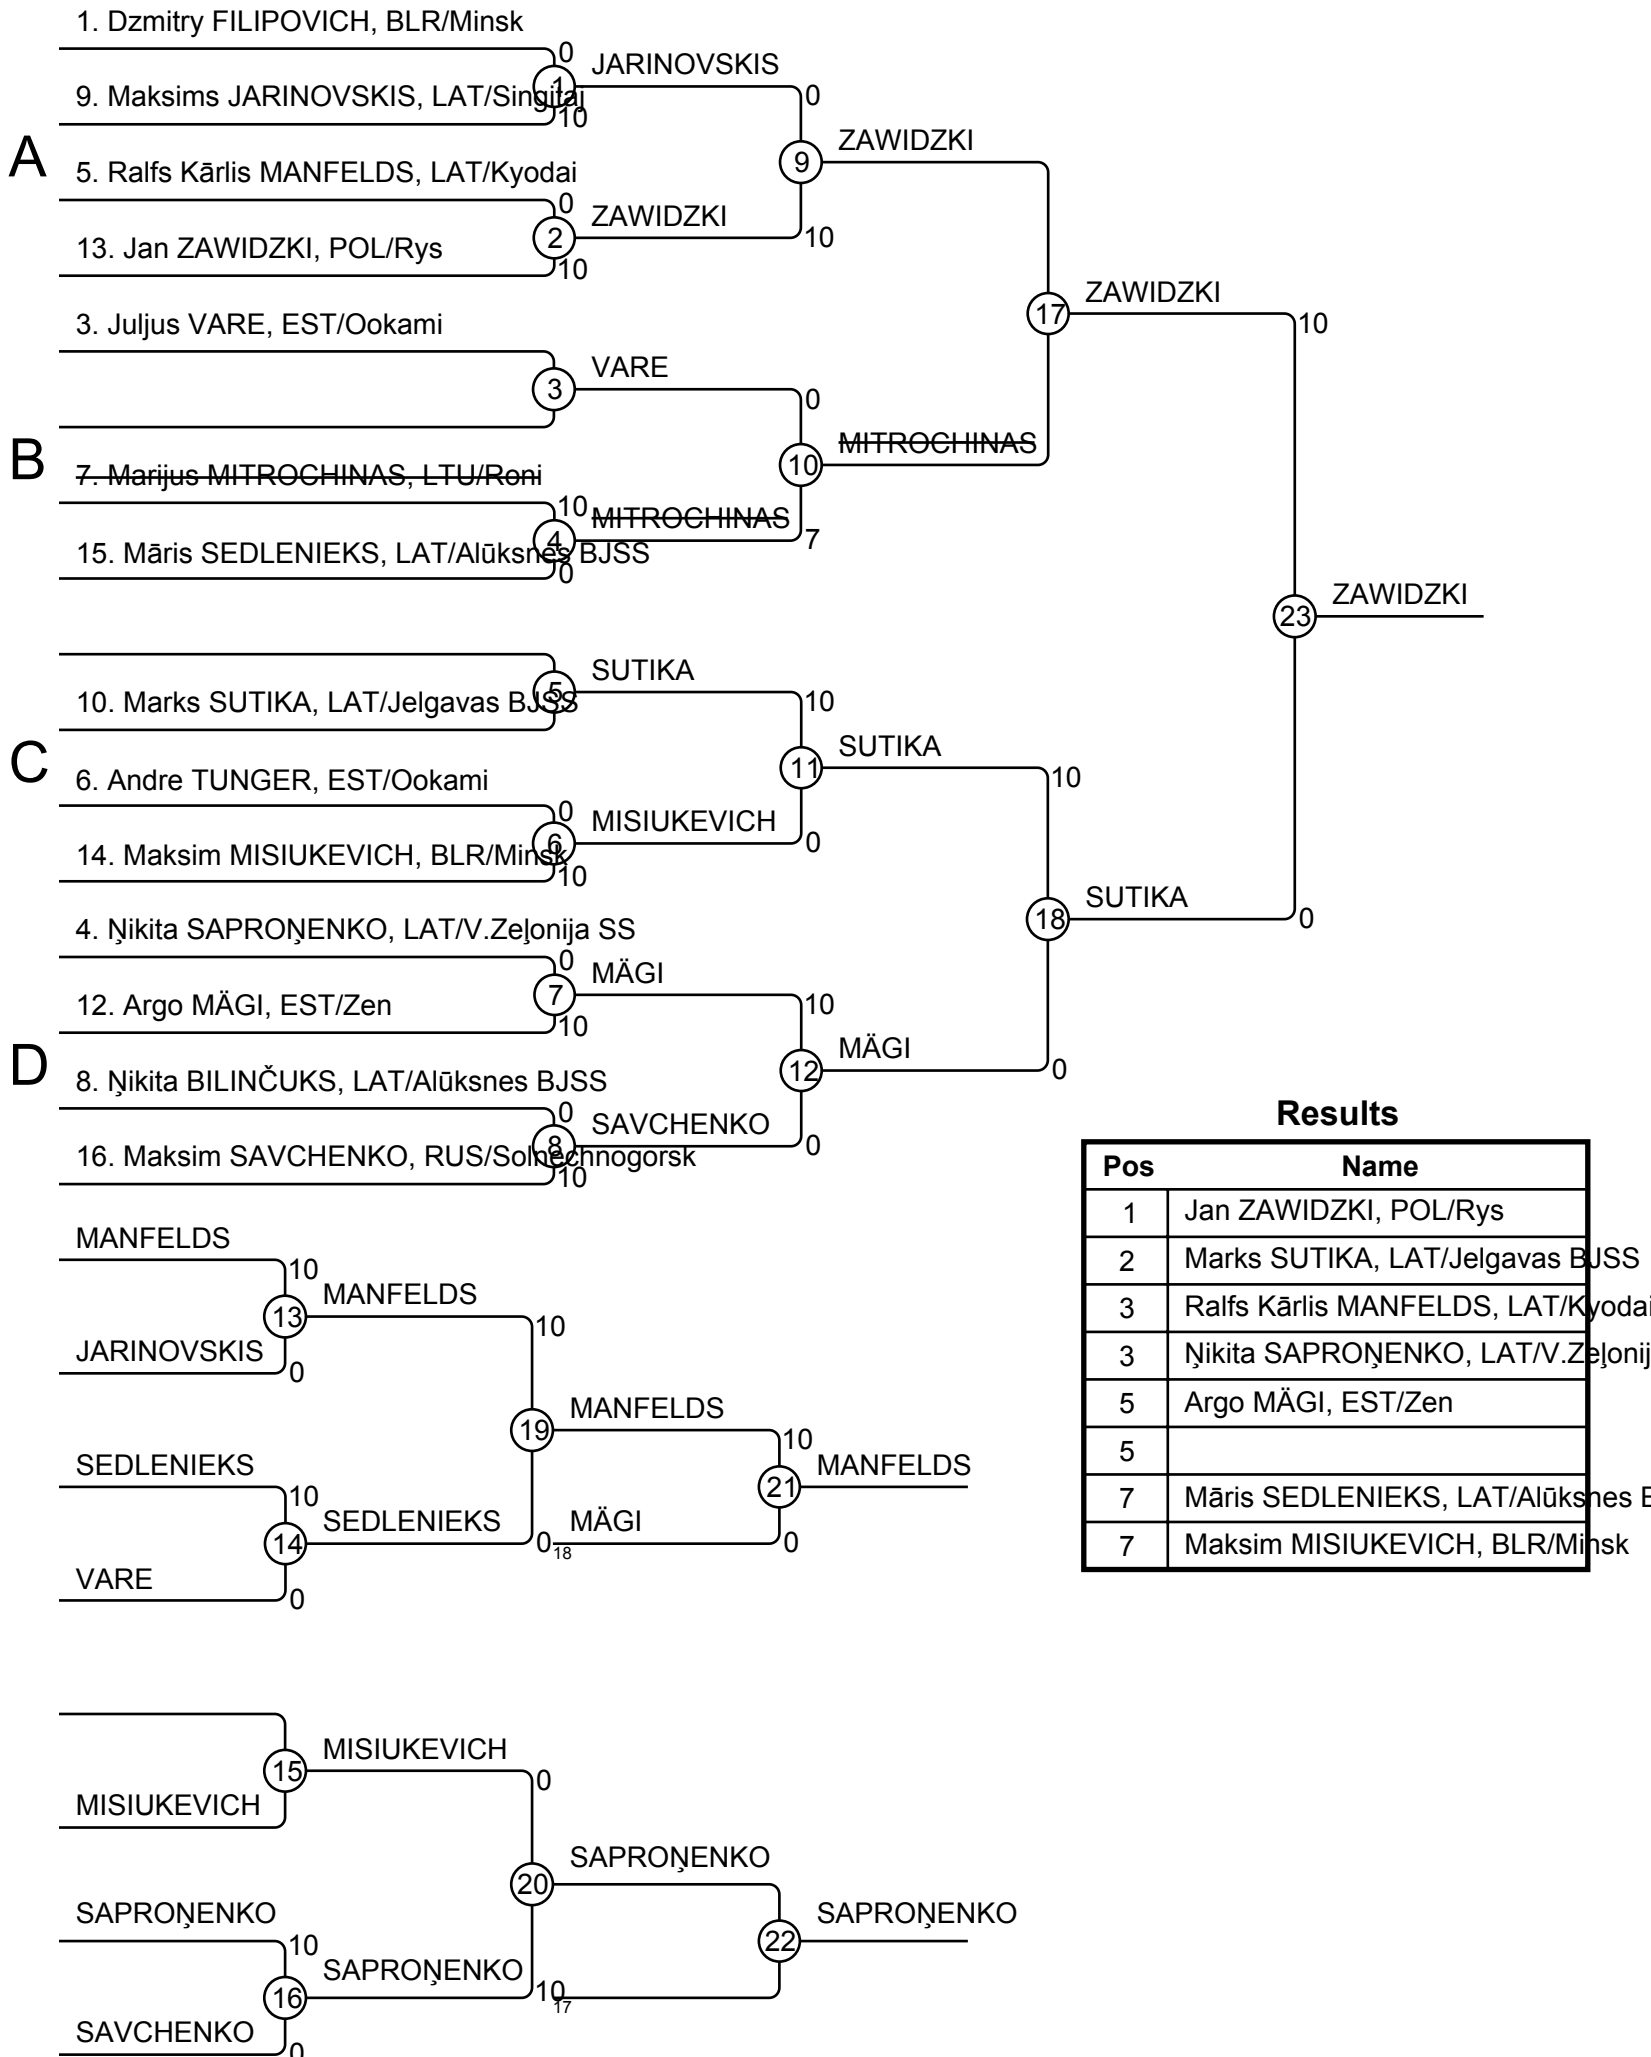 1. Dzmitry FILIPOVICH, BLR/Minsk
0
JARINOVSKIS
1
9. Maksims JARINOVSKIS, LAT/Singitaj
10
0
A
ZAWIDZKI
9
5. Ralfs Kārlis MANFELDS, LAT/Kyodai
0
ZAWIDZKI
2
10
13. Jan ZAWIDZKI, POL/Rys
10
ZAWIDZKI
17
10
3. Juljus VARE, EST/Ookami
VARE
3
0
B
MITROCHINAS
10
7. Marijus MITROCHINAS, LTU/Roni
10
MITROCHINAS
4
7
15. Māris SEDLENIEKS, LAT/Alūksnes BJSS
0
ZAWIDZKI
23
SUTIKA
5
10. Marks SUTIKA, LAT/Jelgavas BJSS
10
C
SUTIKA
11
10
6. Andre TUNGER, EST/Ookami
0
MISIUKEVICH
6
0
14. Maksim MISIUKEVICH, BLR/Minsk
10
SUTIKA
18
0
4. Ņikita SAPROŅENKO, LAT/V.Zeļonija SS
0
MÄGI
7
10
12. Argo MÄGI, EST/Zen
10
D
MÄGI
12
0
8. Ņikita BILINČUKS, LAT/Alūksnes BJSS
0
SAVCHENKO
8
0
16. Maksim SAVCHENKO, RUS/Solnechnogorsk
10
Results
Pos Name
1 Jan ZAWIDZKI, POL/Rys
2 Marks SUTIKA, LAT/Jelgavas BJSS
3 Ralfs Kārlis MANFELDS, LAT/Kyodai
3 Ņikita SAPROŅENKO, LAT/V.Zeļonij
5 Argo MÄGI, EST/Zen
5
7 Māris SEDLENIEKS, LAT/Alūksnes B
7 Maksim MISIUKEVICH, BLR/Minsk
MANFELDS
10
MANFELDS
13
10
JARINOVSKIS
0
MANFELDS
19
10
SEDLENIEKS
10
MANFELDS
21
SEDLENIEKS
14
0
18
MÄGI
0
VARE
0
MISIUKEVICH
15
0
MISIUKEVICH
SAPROŅENKO
20
SAPROŅENKO
10
SAPROŅENKO
22
SAPROŅENKO
16
10
17
SAVCHENKO
0